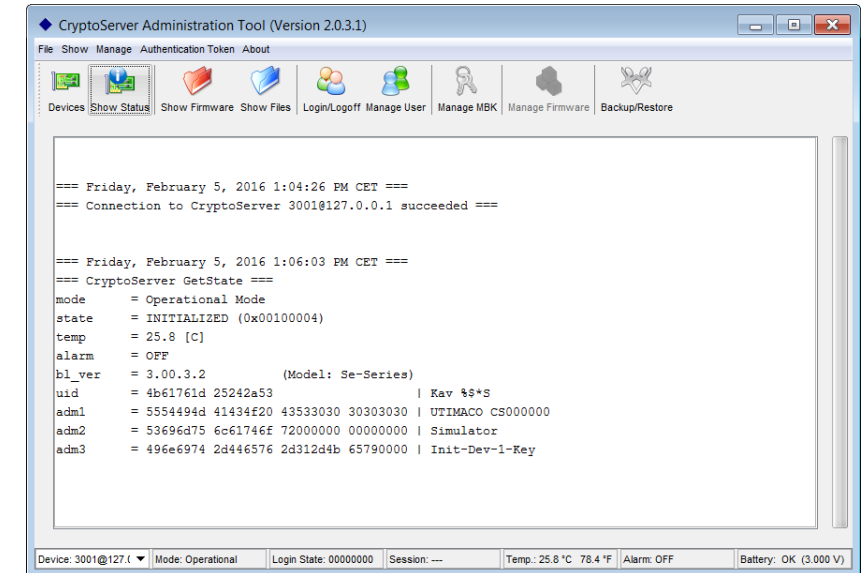 CryptoServer Administration Tool (Version 2.0.3.1)
File Show Manage Authentication Token About
Devices Show Status Show Firmware Show Files Login/Logoff Manage User Manage MBK Manage Firmware Backup/Restore
=== Friday, February 5, 2016 1:04:26 PM CET ===
=== Connection to CryptoServer 3001@127.0.0.1 succeeded ===
=== Friday, February 5, 2016 1:06:03 PM CET ===
=== CryptoServer GetState ===
mode = Operational Mode
state = INITIALIZED (0x00100004)
temp = 25.8 [C]
alarm = OFF
bl_ver = 3.00.3.2 (Model: Se-Series)
uid = 4b61761d 25242a53 | Kav %$*S
adm1 = 5554494d 41434f20 43533030 30303030 | UTIMACO CS000000
adm2 = 53696d75 6c61746f 72000000 00000000 | Simulator
adm3 = 496e6974 2d446576 2d312d4b 65790000 | Init-Dev-1-Key
Device: 3001@127.( Mode: Operational Login State: 00000000 Session: --- Temp.: 25.8 °C 78.4 °F Alarm: OFF Battery: OK (3.000 V)